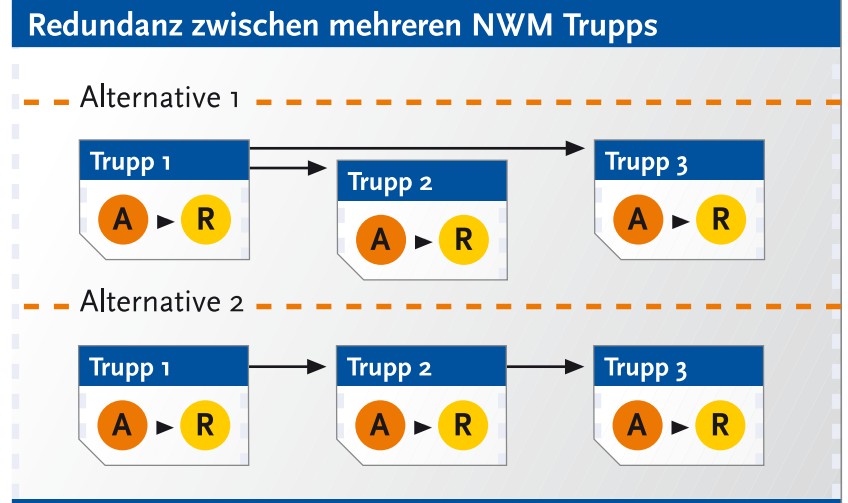 Redundanz zwischen mehreren NWM Trupps
Alternative 1
Trupp 1
Trupp 2
Trupp 3
A R
A R
A R
Alternative 2
Trupp 1 Trupp 2 Trupp 3
A R A R A R